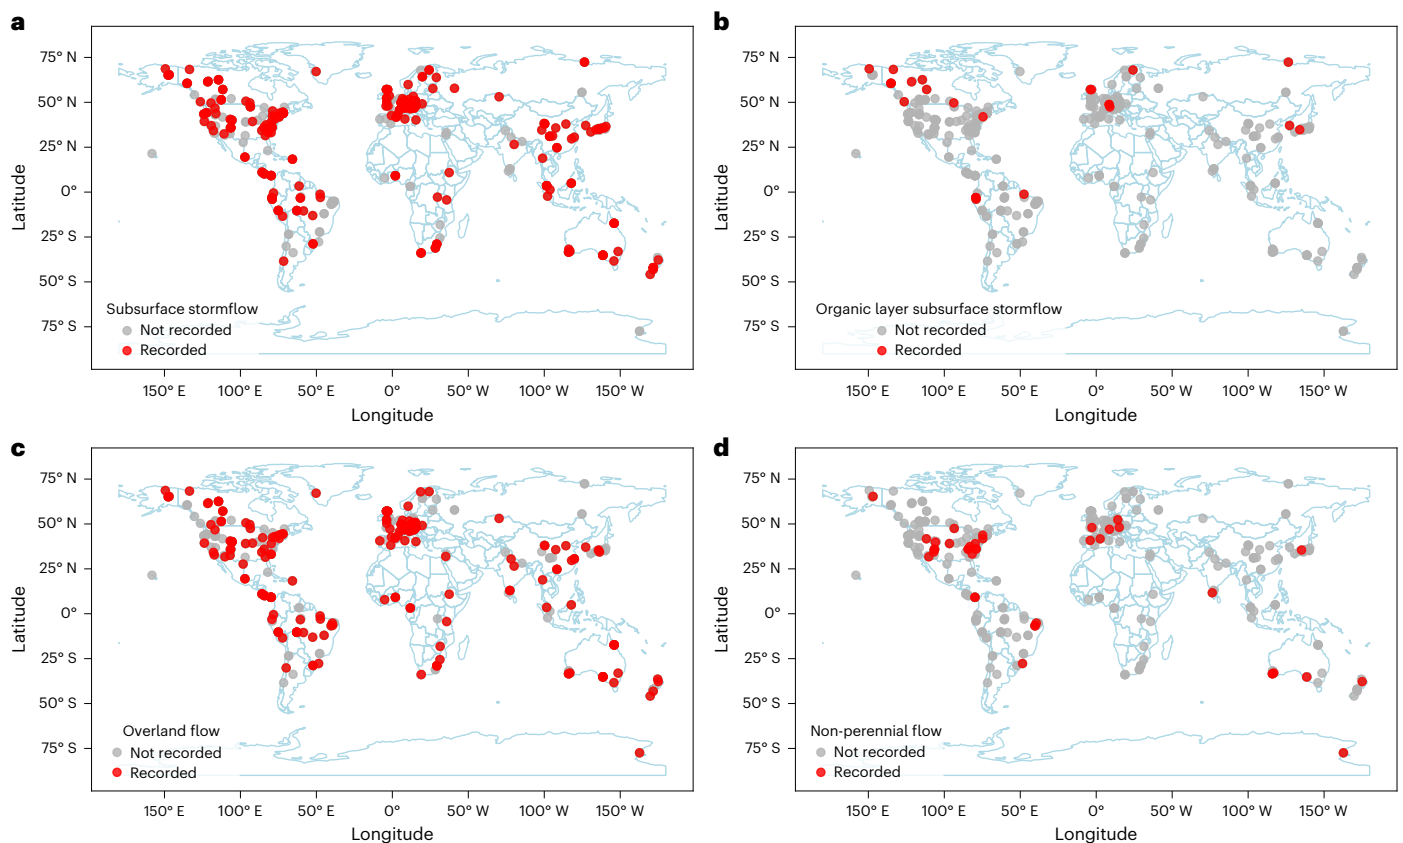 a
75° N
50° N
25° N
0°
25° S
50° S
75° S
Latitude
Subsurface stormflow
Not recorded
Recorded
150° E
100° E
50° E
0°
50° W
100° W
150° W
Longitude
b
75° N
50° N
25° N
0°
25° S
50° S
75° S
Latitude
Organic layer subsurface stormflow
Not recorded
Recorded
150° E
100° E
50° E
0°
50° W
100° W
150° W
Longitude
c
75° N
50° N
25° N
0°
25° S
50° S
75° S
Latitude
Overland flow
Not recorded
Recorded
150° E
100° E
50° E
0°
50° W
100° W
150° W
Longitude
d
75° N
50° N
25° N
0°
25° S
50° S
75° S
Latitude
Non-perennial flow
Not recorded
Recorded
150° E
100° E
50° E
0°
50° W
100° W
150° W
Longitude